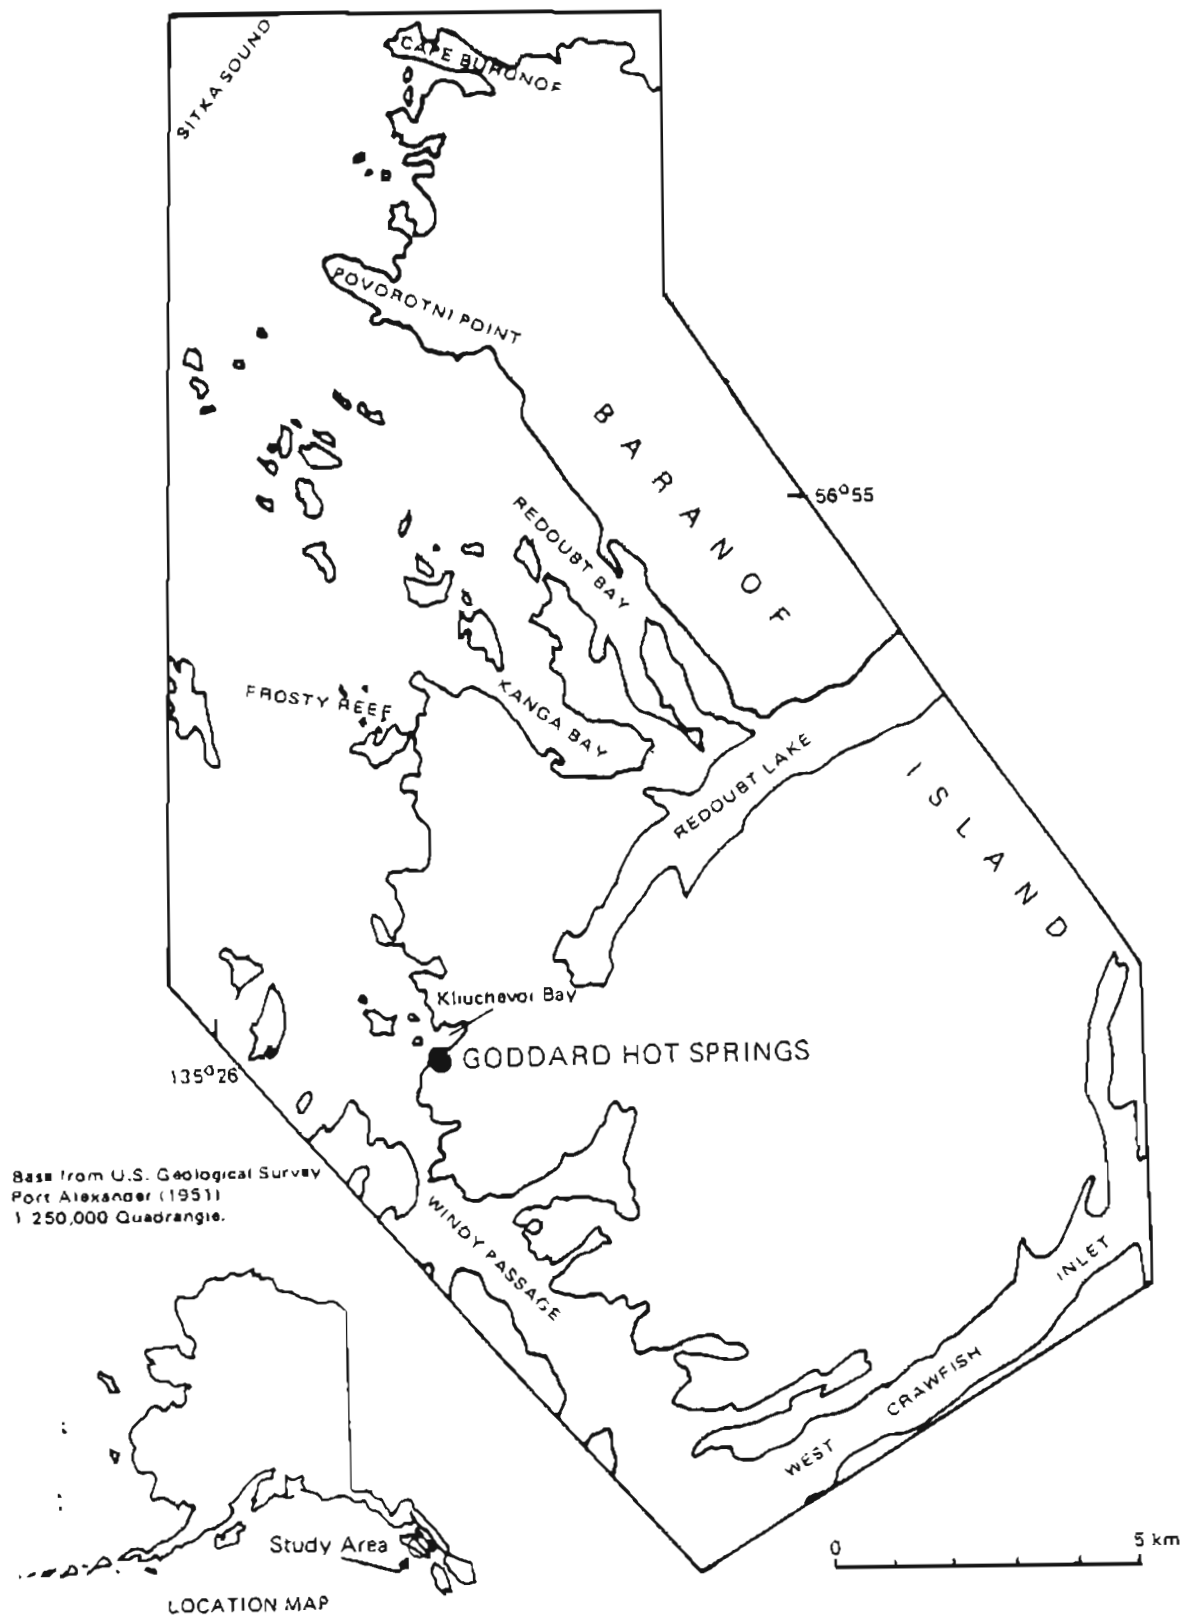 SITKA SOUND
CAPE BURUNOF
POVOROTNI POINT
BARANOF
56°55
REDOUBT BAY
FROSTY REEF
KANGA BAY
REDOUBT LAKE
ISLAND
Kliuchevoi Bay
GODDARD HOT SPRINGS
135°26
Base from U.S. Geological Survey
Port Alexander (1951)
1 250,000 Quadrangle.
WINDY PASSAGE
WEST CRAWFISH INLET
Study Area
LOCATION MAP
0 5 km